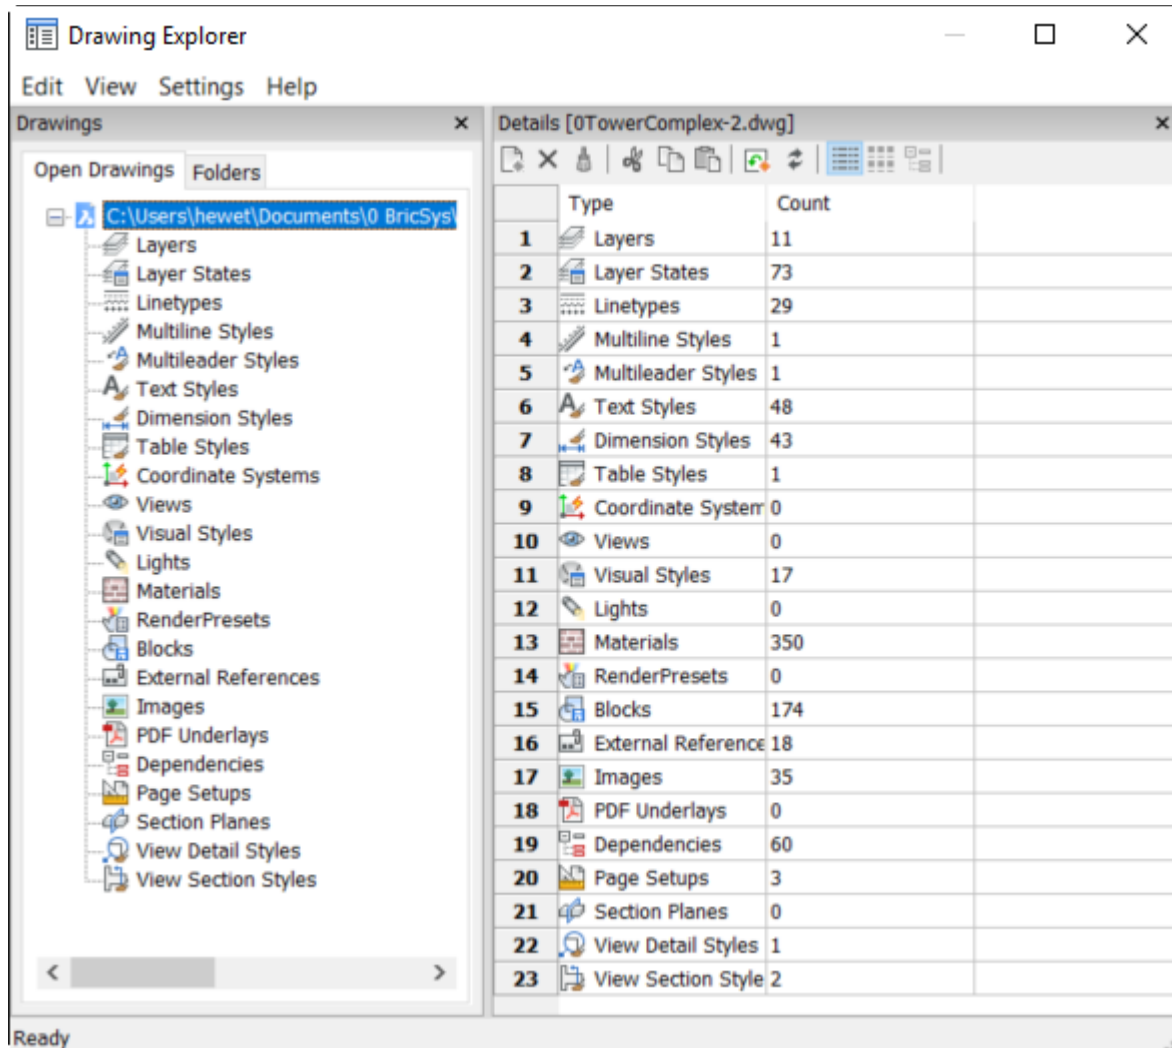 Drawing Explorer
Edit View Settings Help
Drawings
Open Drawings Folders
C:\Users\hewet\Documents\0 BricSys\
Layers
Layer States
Linetypes
Multiline Styles
Multileader Styles
Text Styles
Dimension Styles
Table Styles
Coordinate Systems
Views
Visual Styles
Lights
Materials
RenderPresets
Blocks
External References
Images
PDF Underlays
Dependencies
Page Setups
Section Planes
View Detail Styles
View Section Styles
Details [0TowerComplex-2.dwg]
Type Count
1 Layers 11
2 Layer States 73
3 Linetypes 29
4 Multiline Styles 1
5 Multileader Styles 1
6 Text Styles 48
7 Dimension Styles 43
8 Table Styles 1
9 Coordinate System 0
10 Views 0
11 Visual Styles 17
12 Lights 0
13 Materials 350
14 RenderPresets 0
15 Blocks 174
16 External Reference 18
17 Images 35
18 PDF Underlays 0
19 Dependencies 60
20 Page Setups 3
21 Section Planes 0
22 View Detail Styles 1
23 View Section Style 2
Ready